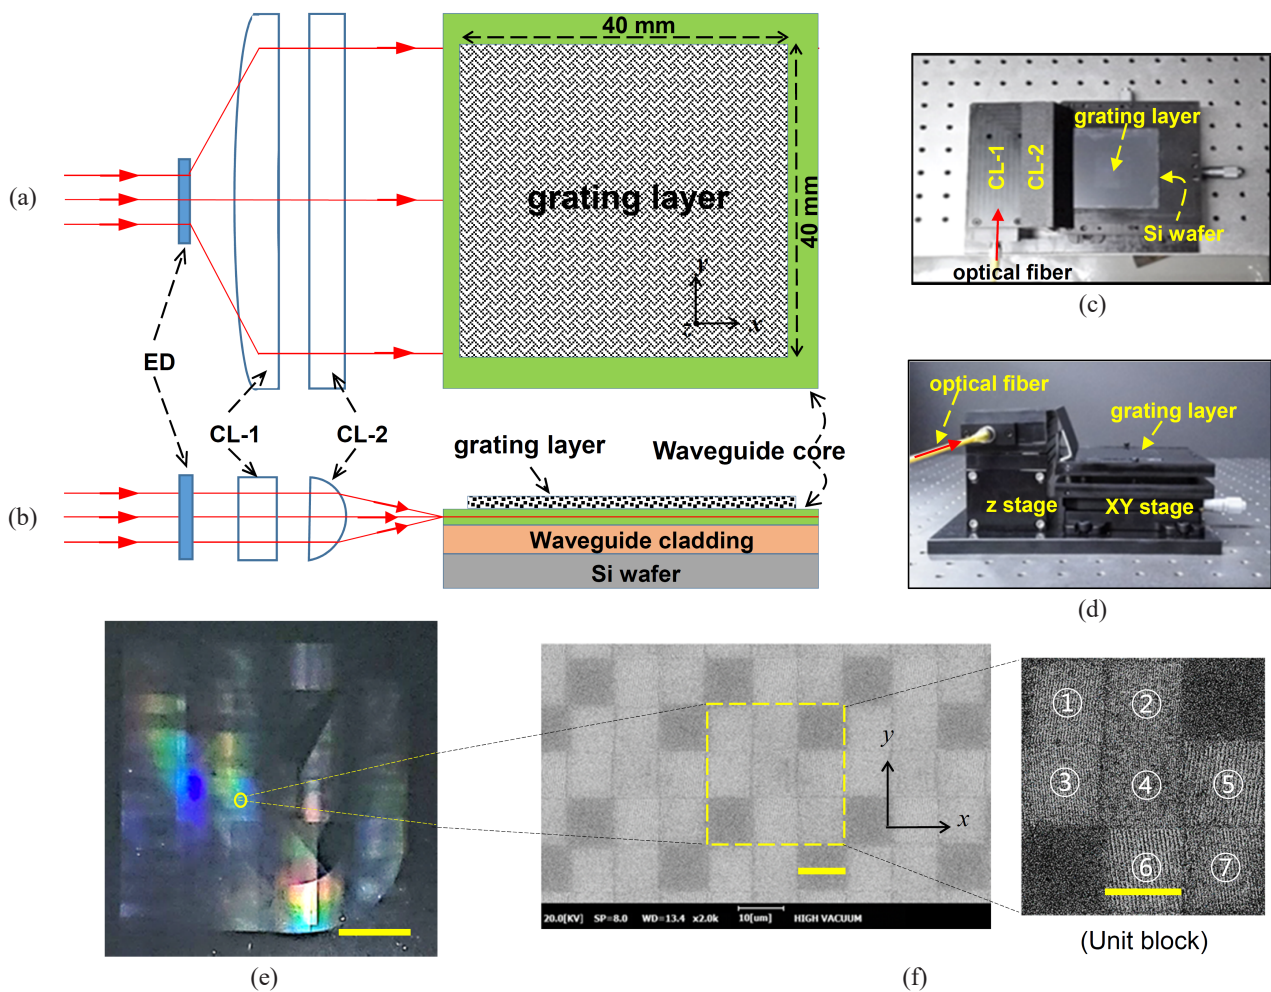 40 mm
(a)
grating layer
40 mm
y
z
x
ED
CL-1
CL-2
grating layer
Waveguide core
(b)
Waveguide cladding
Si wafer
grating layer
CL-1
CL-2
Si wafer
optical fiber
(c)
optical fiber
grating layer
z stage
XY stage
(d)
(e)
y
x
20.0[KV] SP=8.0 WD=13.4 x2.0k 10[um] HIGH VACUUM
① ②
③ ④ ⑤
⑥ ⑦
(Unit block)
(f)